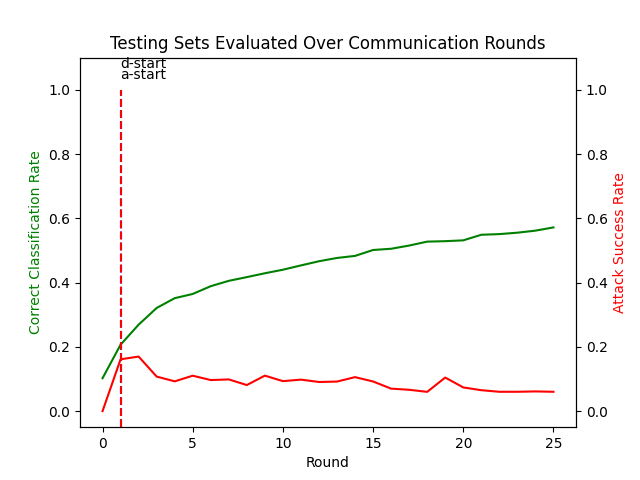 Testing Sets Evaluated Over Communication Rounds
d-start
a-start
1.0
0.8
0.6
0.4
0.2
0.0
Correct Classification Rate
1.0
0.8
0.6
0.4
0.2
0.0
Attack Success Rate
0 5 10 15 20 25
Round